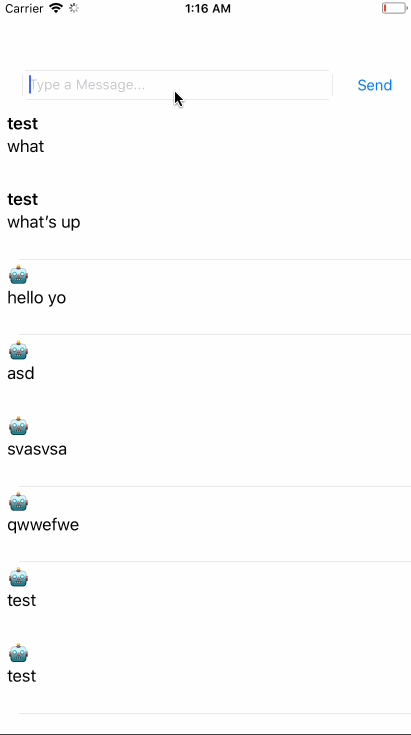 Carrier 1:16 AM
Type a Message... Send
test
what
test
what's up
🤖
hello yo
🤖
asd
🤖
svasvsa
🤖
qwwefwe
🤖
test
🤖
test